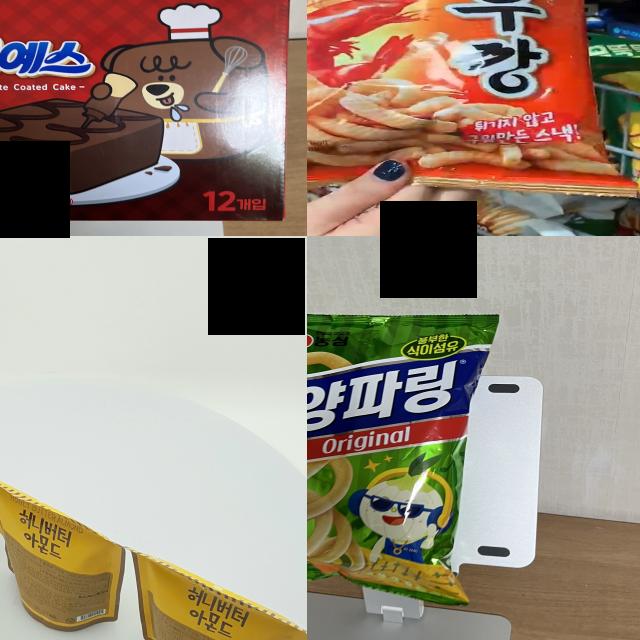 예스
te Coated Cake -
12개입
우
깡
튀기지 않고
구워만든 스낵!
농심
풍부한
식이섬유
양파링®
Original
허니버터
아몬드
허니버터
아몬드